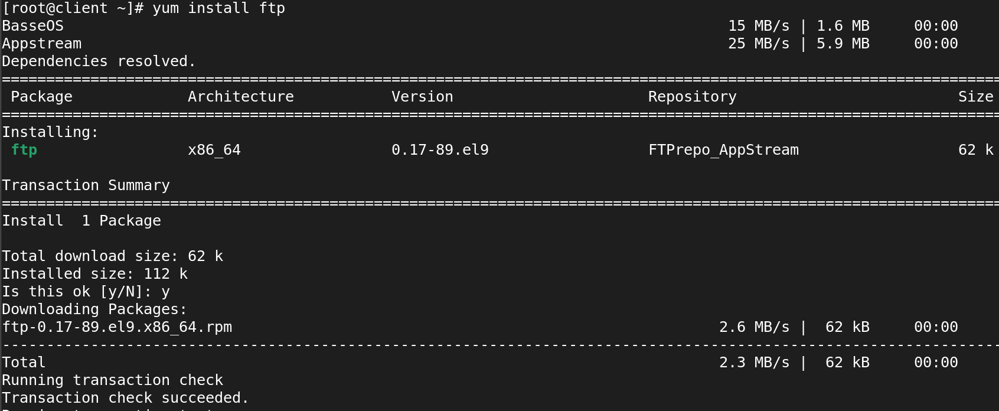 [root@client ~]# yum install ftp
BasseOS 15 MB/s | 1.6 MB 00:00
Appstream 25 MB/s | 5.9 MB 00:00
Dependencies resolved.
================================================================================
Package Architecture Version Repository Size
================================================================================
Installing:
ftp x86_64 0.17-89.el9 FTPrepo_AppStream 62 k
Transaction Summary
================================================================================
Install  1 Package
Total download size: 62 k
Installed size: 112 k
Is this ok [y/N]: y
Downloading Packages:
ftp-0.17-89.el9.x86_64.rpm 2.6 MB/s |  62 kB 00:00
--------------------------------------------------------------------------------
Total 2.3 MB/s |  62 kB 00:00
Running transaction check
Transaction check succeeded.